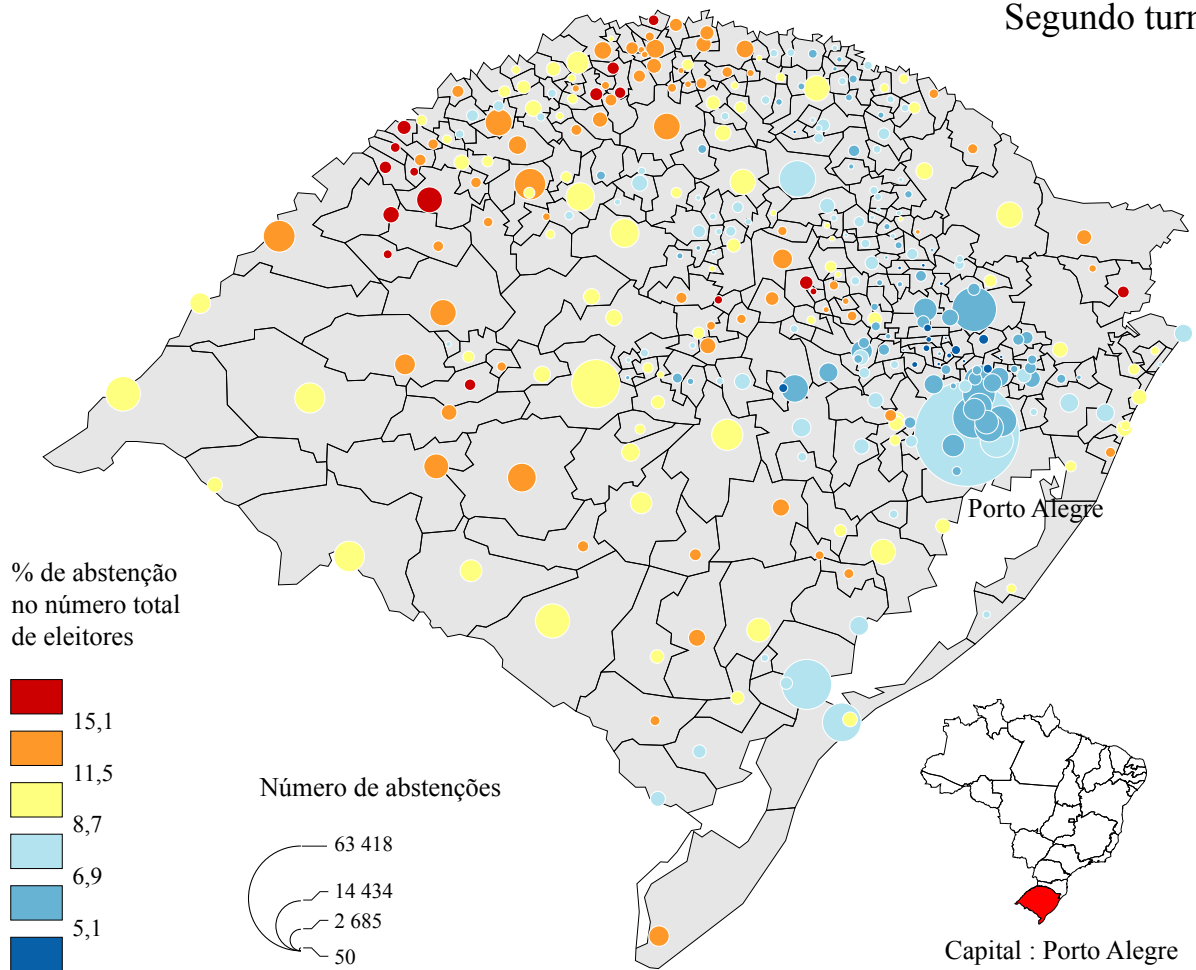 Segundo turn
Porto Alegre
% de abstenção
no número total
de eleitores
15,1
11,5
8,7
6,9
5,1
Número de abstenções
63 418
14 434
2 685
50
Capital : Porto Alegre